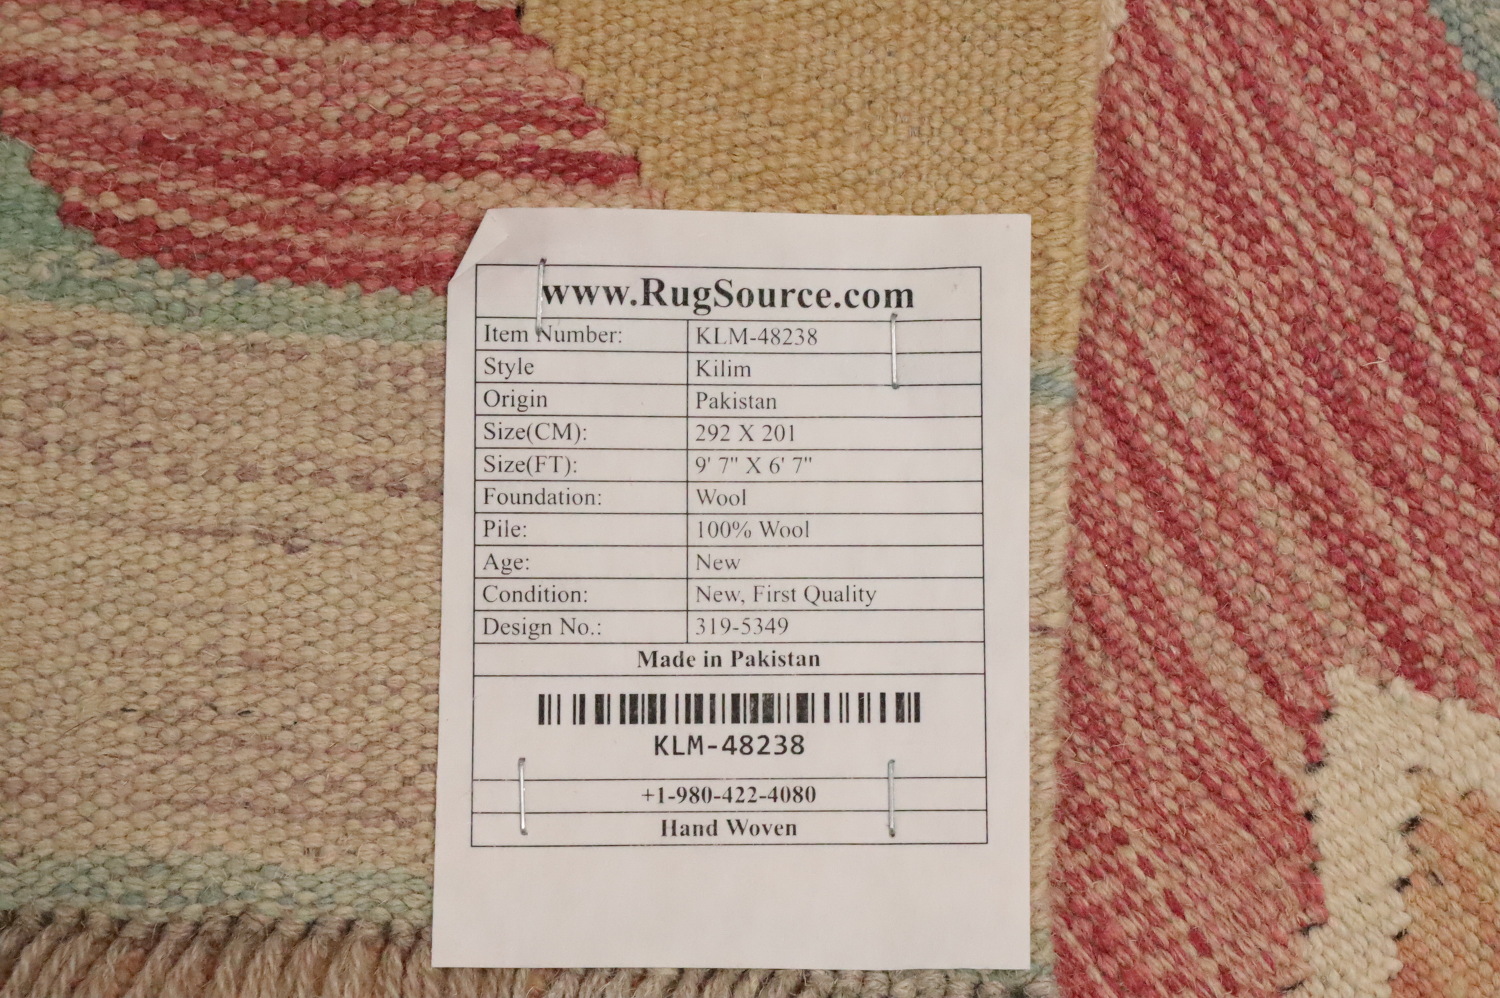 www.RugSource.com
Item Number: KLM-48238
Style Kilim
Origin Pakistan
Size(CM): 292 X 201
Size(FT): 9' 7" X 6' 7"
Foundation: Wool
Pile: 100% Wool
Age: New
Condition: New, First Quality
Design No.: 319-5349
Made in Pakistan
KLM-48238
+1-980-422-4080
Hand Woven